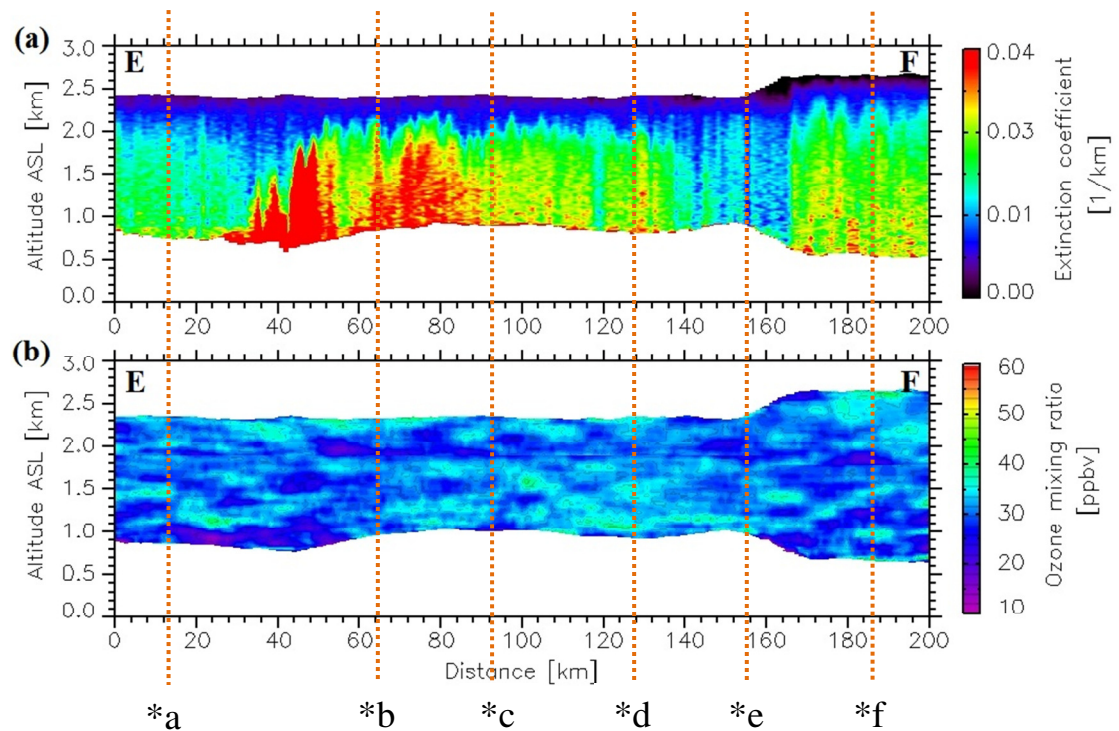 (a)
E
F
3.0
2.5
2.0
1.5
1.0
0.5
0.0
Altitude ASL [km]
0 20 40 60 80 100 120 140 160 180 200
0.04
0.03
0.01
0.00
Extinction coefficient
[1/km]
(b)
E
F
3.0
2.5
2.0
1.5
1.0
0.5
0.0
Altitude ASL [km]
0 20 40 60 80 100 120 140 160 180 200
Distance [km]
60
50
40
30
20
10
Ozone mixing ratio
[ppbv]
*a *b *c *d *e *f